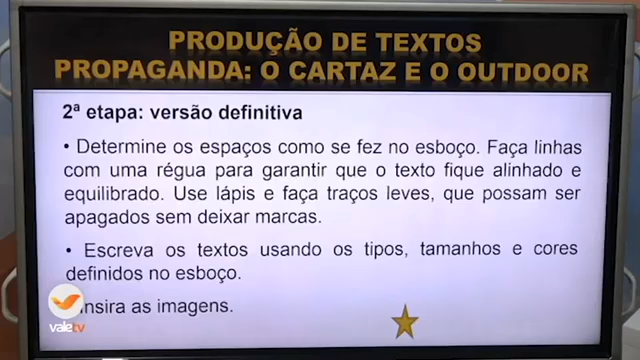 PRODUÇÃO DE TEXTOS
PROPAGANDA: O CARTAZ E O OUTDOOR
2ª etapa: versão definitiva
• Determine os espaços como se fez no esboço. Faça linhas
com uma régua para garantir que o texto fique alinhado e
equilibrado. Use lápis e faça traços leves, que possam ser
apagados sem deixar marcas.
• Escreva os textos usando os tipos, tamanhos e cores
definidos no esboço.
Insira as imagens.
valetv